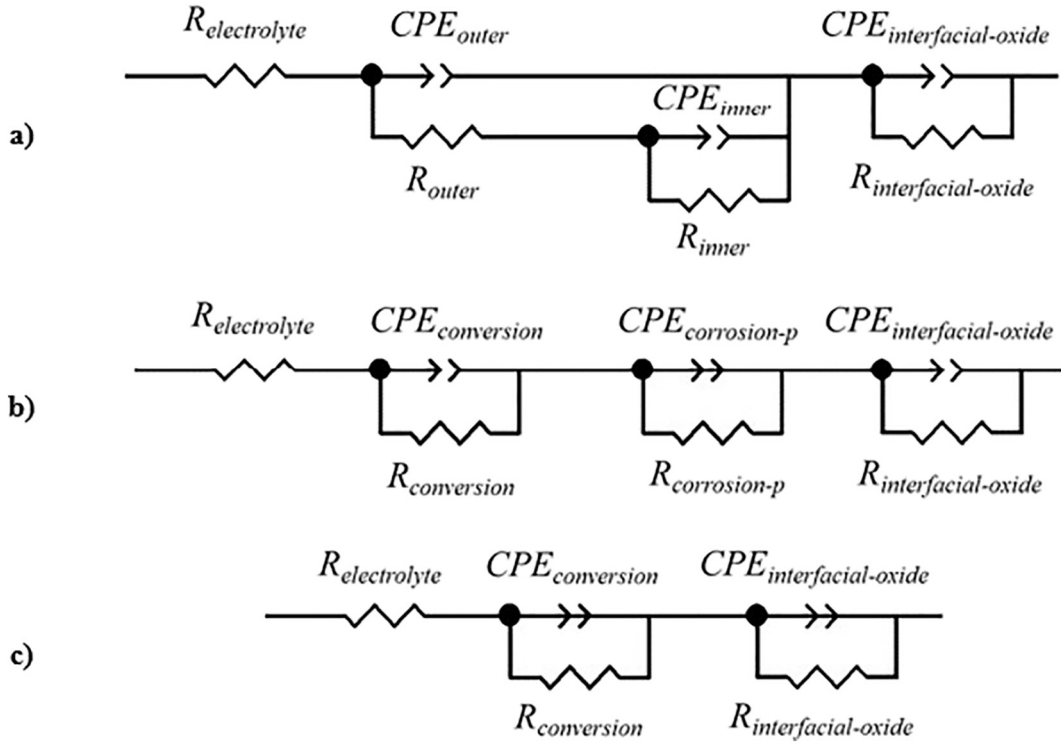 R_electrolyte CPE_outer CPE_interfacial-oxide
CPE_inner
a)
R_outer R_interfacial-oxide
R_inner
R_electrolyte CPE_conversion CPE_corrosion-p CPE_interfacial-oxide
b)
R_conversion R_corrosion-p R_interfacial-oxide
R_electrolyte CPE_conversion CPE_interfacial-oxide
c)
R_conversion R_interfacial-oxide